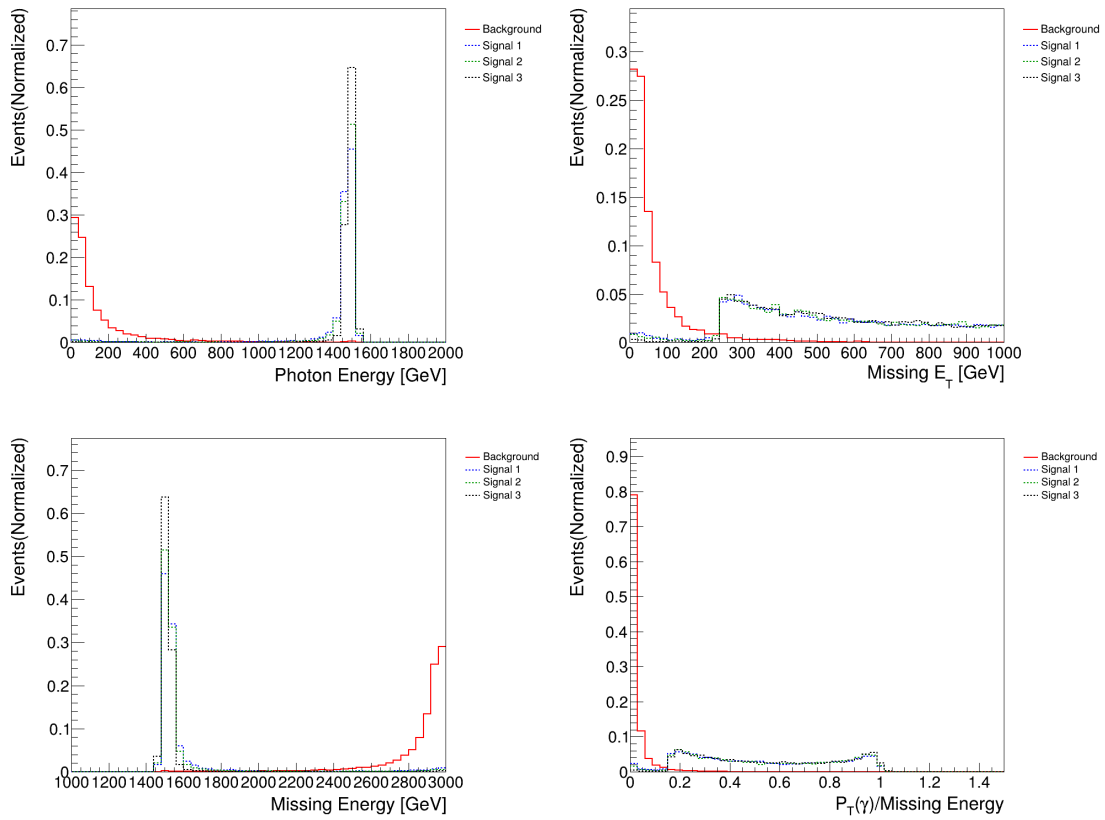 Events(Normalized)
0.7
0.6
0.5
0.4
0.3
0.2
0.1
0
0 200 400 600 800 1000 1200 1400 1600 1800 2000
Photon Energy [GeV]
Background
Signal 1
Signal 2
Signal 3
Events(Normalized)
0.3
0.25
0.2
0.15
0.1
0.05
0
0 100 200 300 400 500 600 700 800 900 1000
Missing E_T [GeV]
Background
Signal 1
Signal 2
Signal 3
Events(Normalized)
0.7
0.6
0.5
0.4
0.3
0.2
0.1
0
1000 1200 1400 1600 1800 2000 2200 2400 2600 2800 3000
Missing Energy [GeV]
Background
Signal 1
Signal 2
Signal 3
Events(Normalized)
0.9
0.8
0.7
0.6
0.5
0.4
0.3
0.2
0.1
0
0 0.2 0.4 0.6 0.8 1 1.2 1.4
P_T(γ)/Missing Energy
Background
Signal 1
Signal 2
Signal 3